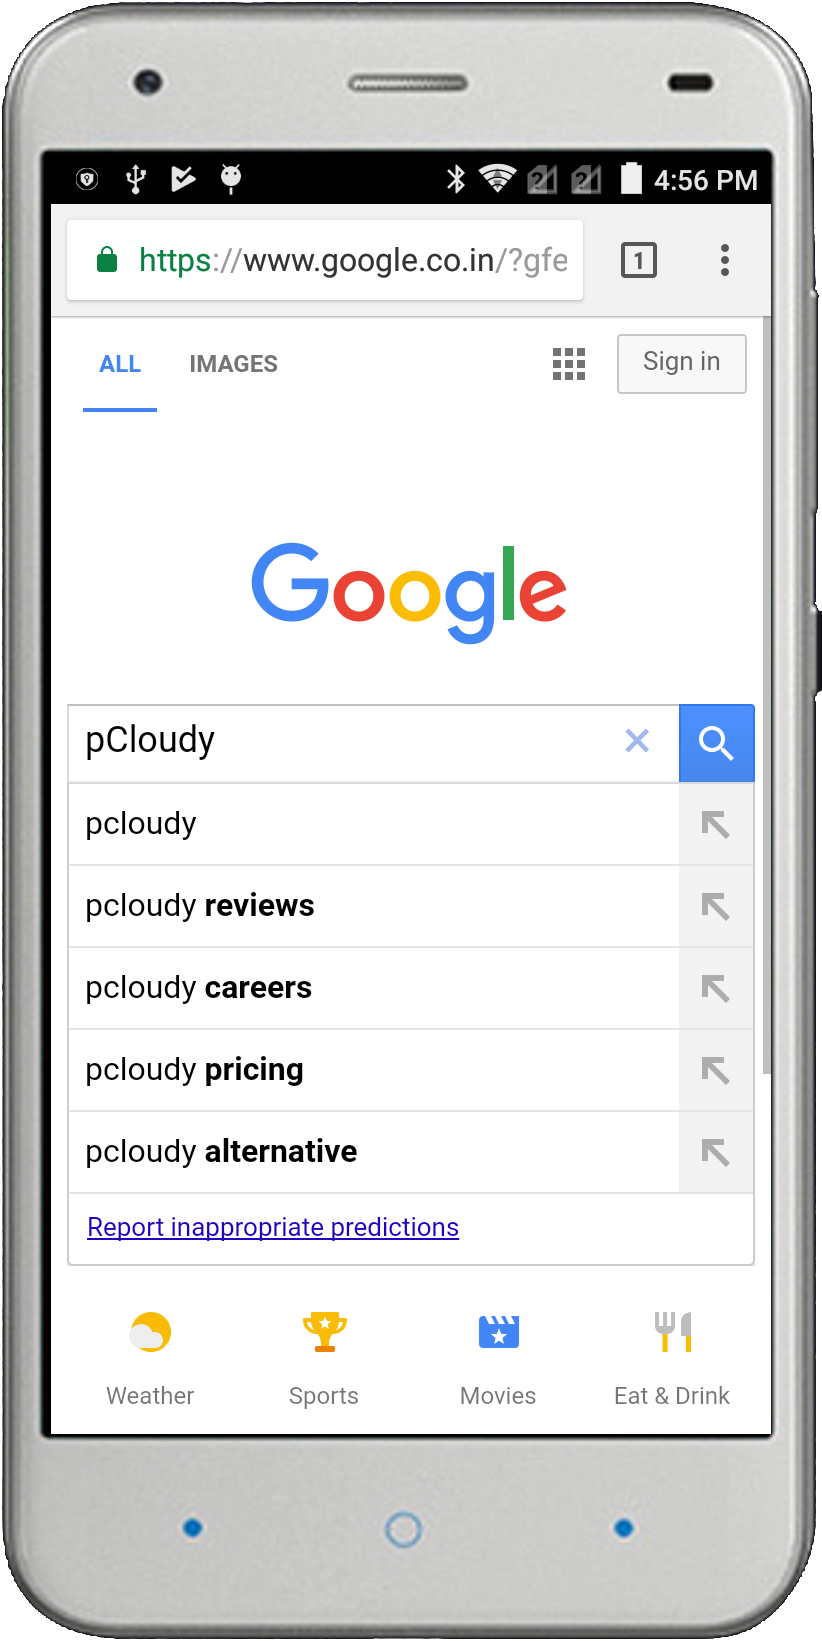 4:56 PM
https://www.google.co.in/?gfe
1
ALL IMAGES Sign in
Google
pCloudy
pcloudy
pcloudy reviews
pcloudy careers
pcloudy pricing
pcloudy alternative
Report inappropriate predictions
Weather Sports Movies Eat & Drink